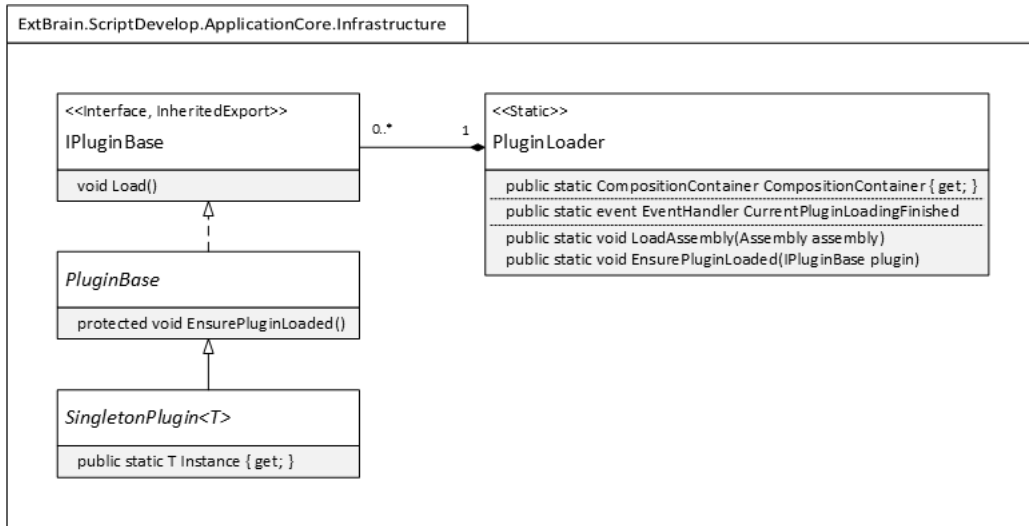 ExtBrain.ScriptDevelop.ApplicationCore.Infrastructure
<<Interface, InheritedExport>>
IPluginBase
void Load()
0..*
1
<<Static>>
PluginLoader
public static CompositionContainer CompositionContainer { get; }
public static event EventHandler CurrentPluginLoadingFinished
public static void LoadAssembly(Assembly assembly)
public static void EnsurePluginLoaded(IPluginBase plugin)
PluginBase
protected void EnsurePluginLoaded()
SingletonPlugin<T>
public static T Instance { get; }